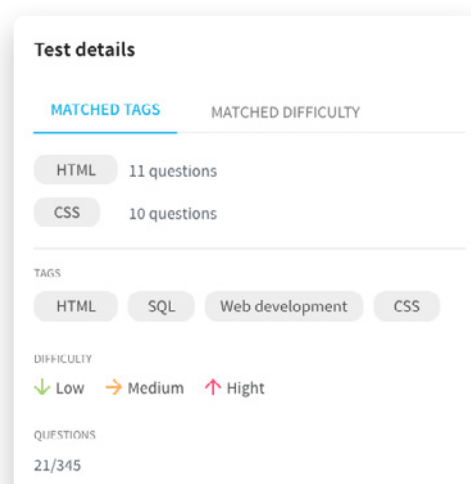 Test details
MATCHED TAGS MATCHED DIFFICULTY
HTML 11 questions
CSS 10 questions
TAGS
HTML SQL Web development CSS
DIFFICULTY
Low Medium Hight
QUESTIONS
21/345